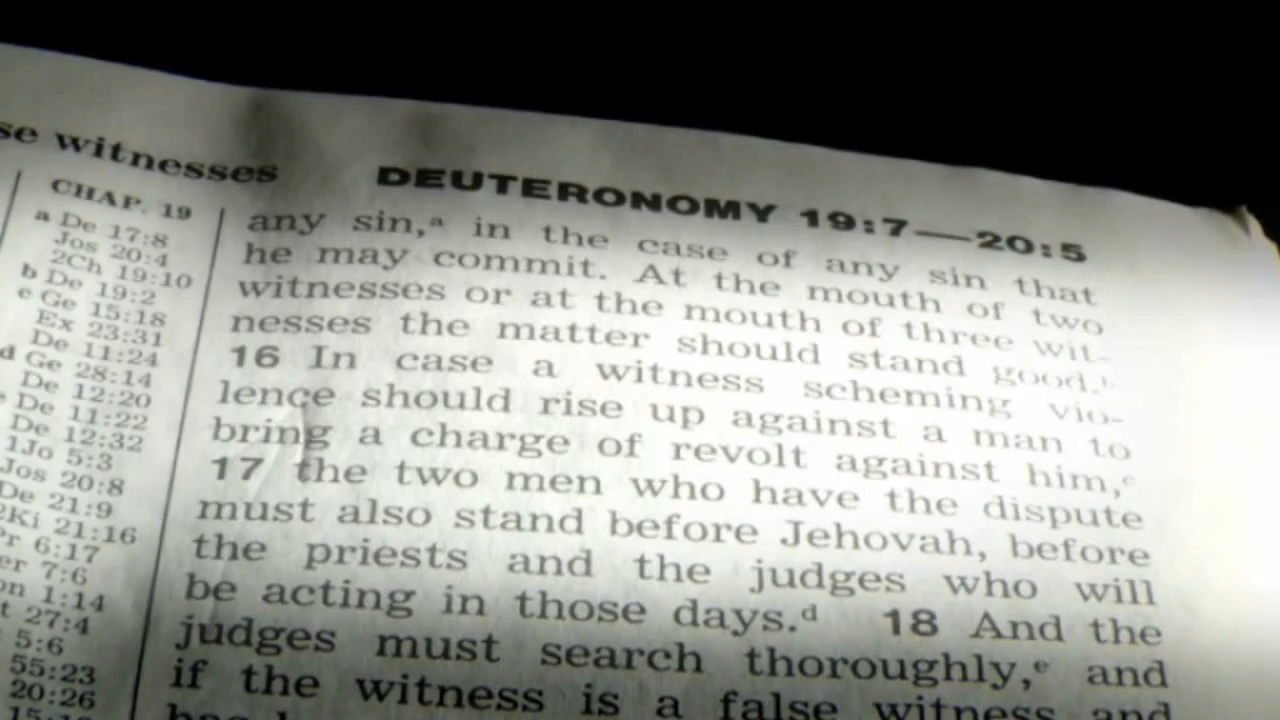 se witnesses
DEUTERONOMY 19:7—20:5
CHAP. 19
a De 17:8
Jos 20:4
2Ch 19:10
b De 19:2
c Ge 15:18
Ex 23:31
De 11:24
d Ge 28:14
De 12:20
De 11:22
De 12:32
1Jo 5:3
Jos 20:8
De 21:9
2Ki 21:16
Pr 6:17
er 7:6
on 1:14
t 27:4
5:6
55:23
20:26
any sin,ᵃ in the case of any sin that
he may commit. At the mouth of two
witnesses or at the mouth of three wit-
nesses the matter should stand good.ᵇ
16 In case a witness scheming vio-
lence should rise up against a man to
bring a charge of revolt against him,ᶜ
17 the two men who have the dispute
must also stand before Jehovah, before
the priests and the judges who will
be acting in those days.ᵈ 18 And the
judges must search thoroughly,ᵉ and
if the witness is a false witness and